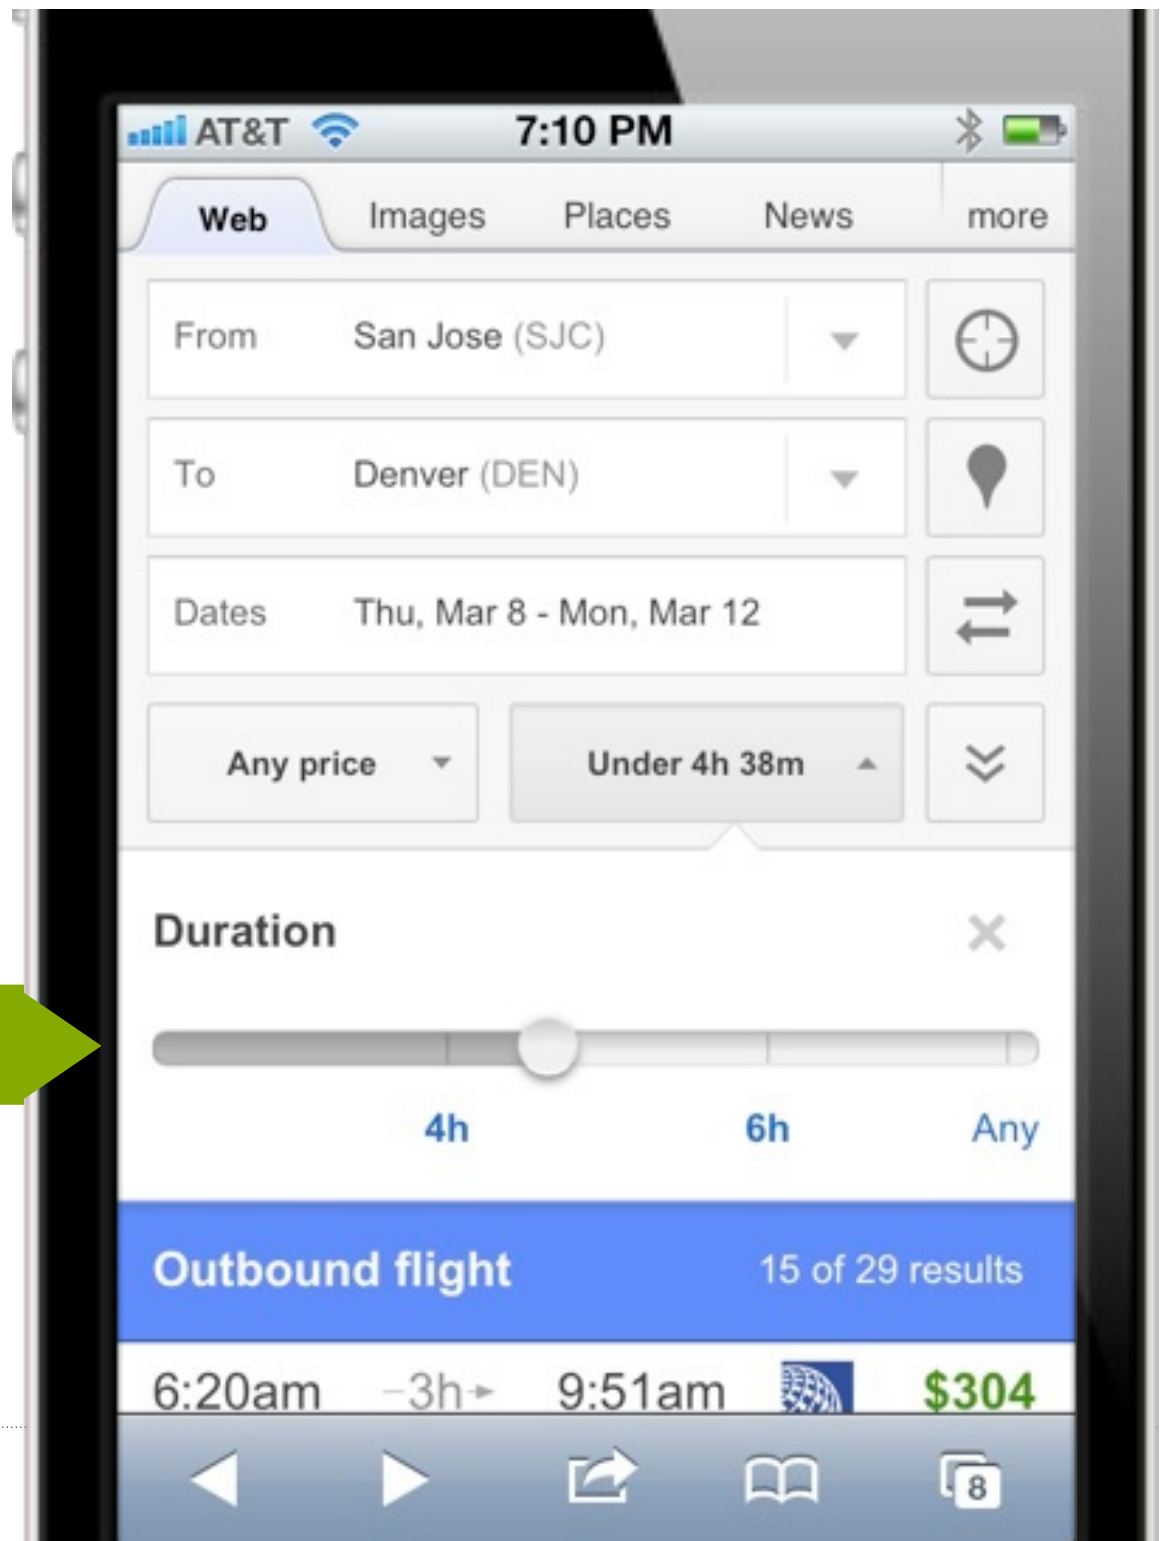 AT&T 7:10 PM
Web Images Places News more
From San Jose (SJC)
To Denver (DEN)
Dates Thu, Mar 8 - Mon, Mar 12
Any price Under 4h 38m
Duration
4h 6h Any
Outbound flight 15 of 29 results
6:20am 3h 9:51am $304
8